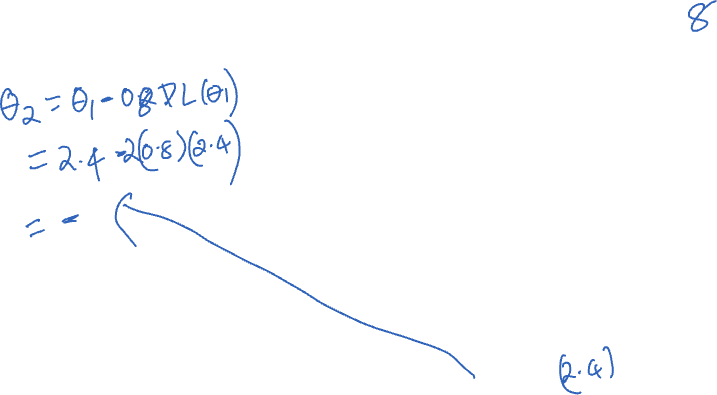 8
θ₂ = θ₁ - 0.8 ∇L(θ₁)
= 2.4 - 2(0.8)(2.4)
= - (
(2.4)